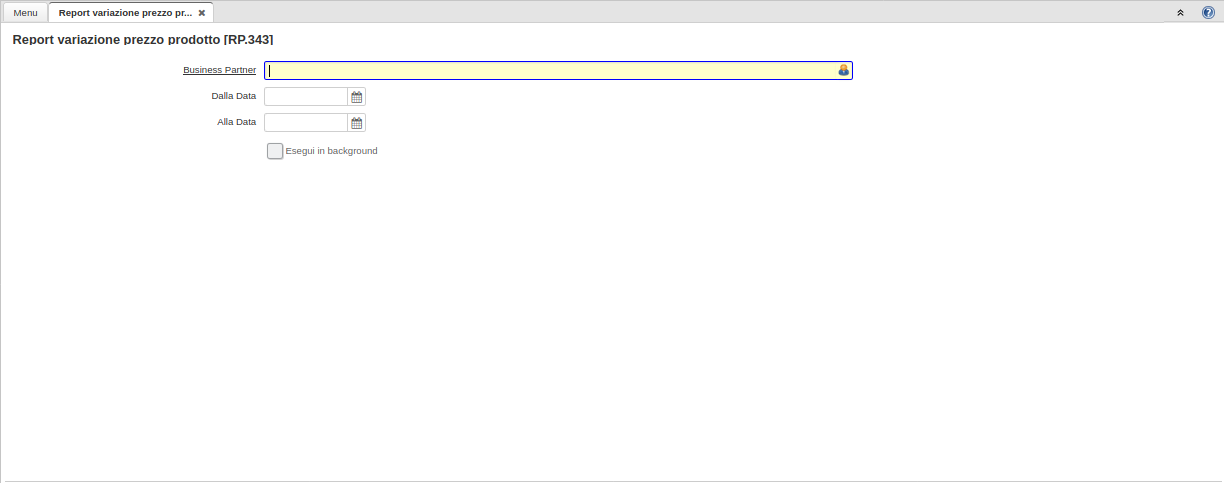 Menu
Report variazione prezzo pr...
Report variazione prezzo prodotto [RP.343]
Business Partner
Dalla Data
Alla Data
Esegui in background